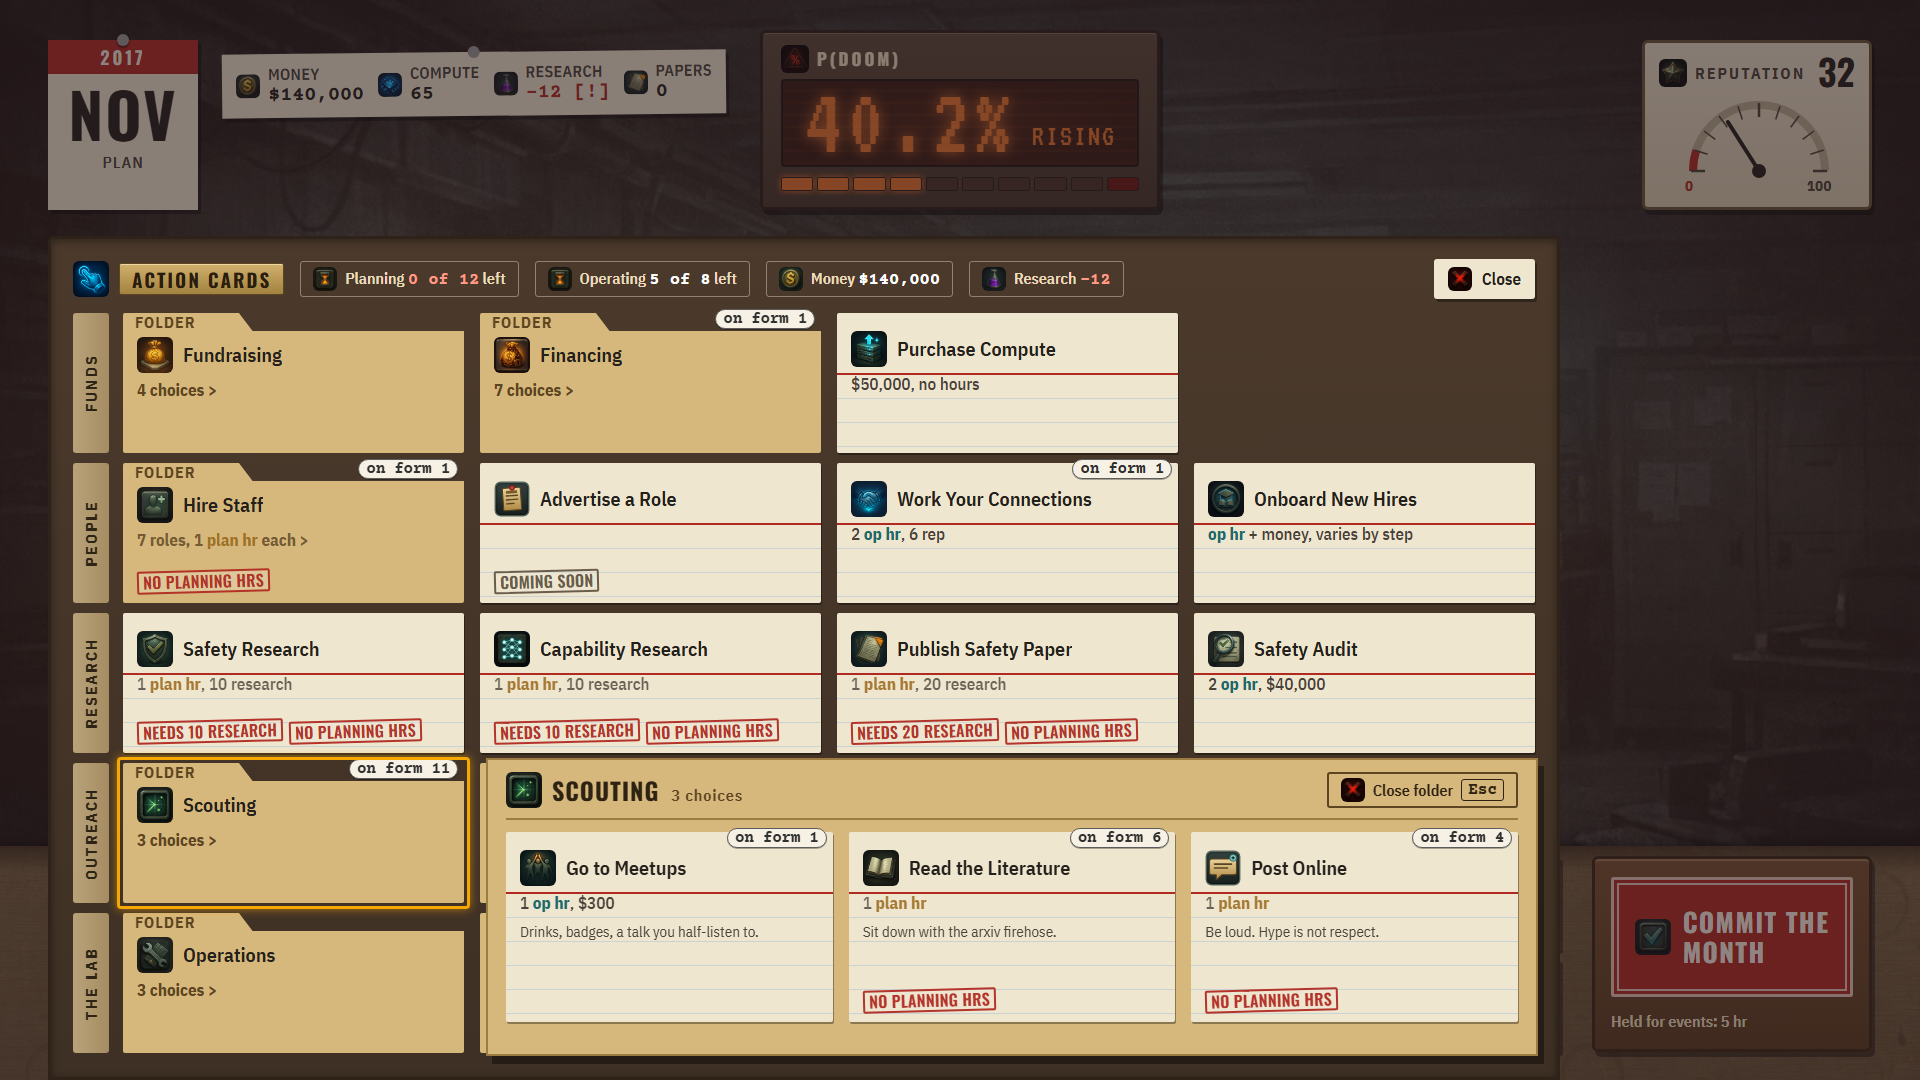 2017
NOV
PLAN
MONEY
$140,000
COMPUTE
65
RESEARCH
-12 [!]
PAPERS
0
P(DOOM)
40.2% RISING
REPUTATION 32
0 100
ACTION CARDS
Planning 0 of 12 left
Operating 5 of 8 left
Money $140,000
Research -12
Close
FUNDS
FOLDER
Fundraising
4 choices >
FOLDER
on form 1
Financing
7 choices >
Purchase Compute
$50,000, no hours
PEOPLE
FOLDER
on form 1
Hire Staff
7 roles, 1 plan hr each >
NO PLANNING HRS
Advertise a Role
COMING SOON
on form 1
Work Your Connections
2 op hr, 6 rep
Onboard New Hires
op hr + money, varies by step
RESEARCH
Safety Research
1 plan hr, 10 research
NEEDS 10 RESEARCH NO PLANNING HRS
Capability Research
1 plan hr, 10 research
NEEDS 10 RESEARCH NO PLANNING HRS
Publish Safety Paper
1 plan hr, 20 research
NEEDS 20 RESEARCH NO PLANNING HRS
Safety Audit
2 op hr, $40,000
OUTREACH
FOLDER
on form 11
Scouting
3 choices >
SCOUTING 3 choices
Close folder Esc
on form 1
Go to Meetups
1 op hr, $300
Drinks, badges, a talk you half-listen to.
on form 6
Read the Literature
1 plan hr
Sit down with the arxiv firehose.
NO PLANNING HRS
on form 4
Post Online
1 plan hr
Be loud. Hype is not respect.
NO PLANNING HRS
THE LAB
FOLDER
Operations
3 choices >
COMMIT THE
MONTH
Held for events: 5 hr